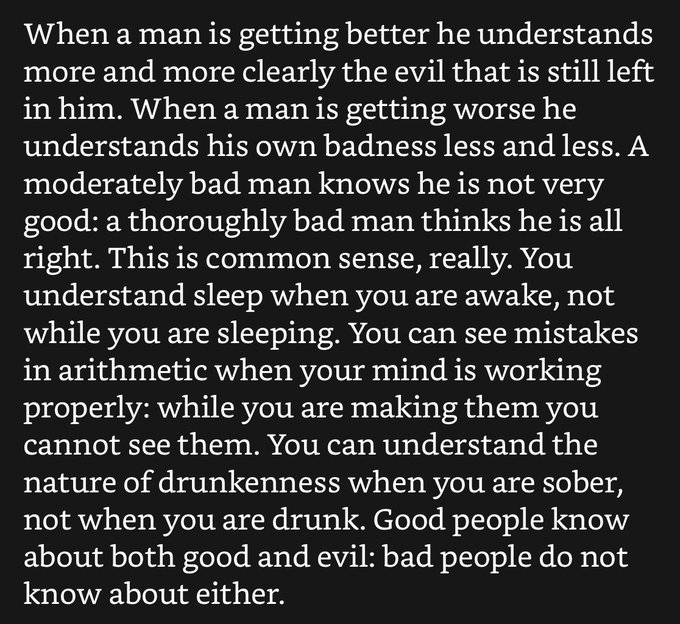 When a man is getting better he understands
more and more clearly the evil that is still left
in him. When a man is getting worse he
understands his own badness less and less. A
moderately bad man knows he is not very
good: a thoroughly bad man thinks he is all
right. This is common sense, really. You
understand sleep when you are awake, not
while you are sleeping. You can see mistakes
in arithmetic when your mind is working
properly: while you are making them you
cannot see them. You can understand the
nature of drunkenness when you are sober,
not when you are drunk. Good people know
about both good and evil: bad people do not
know about either.